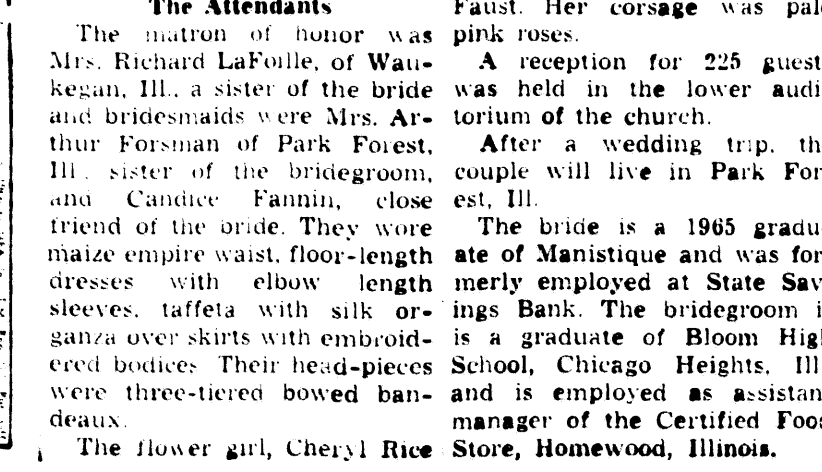 The Attendants
The matron of honor was
Mrs. Richard LaFoille, of Wau-
kegan, Ill., a sister of the bride
and bridesmaids were Mrs. Ar-
thur Forsman of Park Forest,
Ill., sister of the bridegroom,
and Candice Fannin, close
friend of the bride. They wore
maize empire waist, floor-length
dresses with elbow length
sleeves, taffeta with silk or-
ganza over skirts with embroid-
ered bodices. Their head-pieces
were three-tiered bowed ban-
deaux.
The flower girl, Cheryl Rice
Faust. Her corsage was pale
pink roses.
A reception for 225 guest
was held in the lower audi
torium of the church.
After a wedding trip, th
couple will live in Park For
est, Ill.
The bride is a 1965 gradu
ate of Manistique and was for
merly employed at State Sav
ings Bank. The bridegroom i
is a graduate of Bloom High
School, Chicago Heights, Ill
and is employed as assistan
manager of the Certified Foo
Store, Homewood, Illinois.